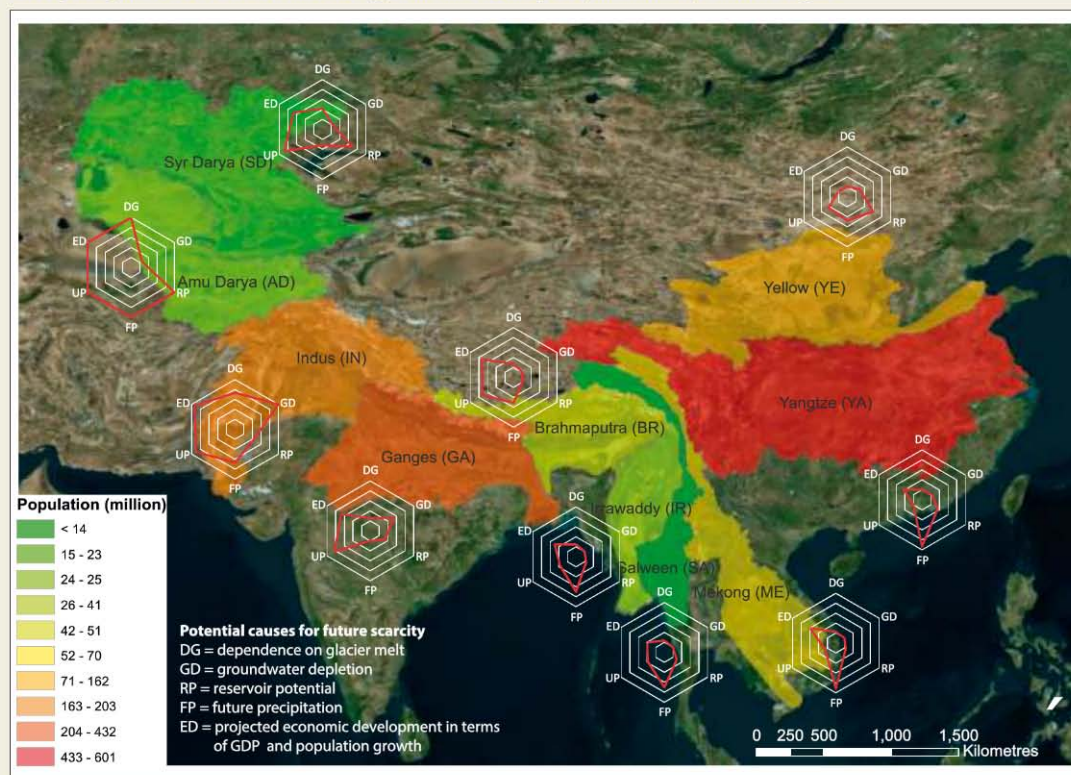 DG
ED
GD
UP
RP
FP
Syr Darya (SD)
DG
ED
GD
UP
RP
FP
Yellow (YE)
DG
ED
GD
UP
RP
FP
Amu Darya (AD)
Indus (IN)
DG
ED
GD
UP
RP
FP
Yangtze (YA)
DG
ED
GD
UP
RP
FP
Brahmaputra (BR)
Ganges (GA)
DG
ED
GD
UP
RP
FP
DG
ED
GD
UP
RP
FP
Irrawaddy (IR)
DG
ED
GD
UP
RP
FP
Salween (SA)
Mekong (ME)
DG
ED
GD
UP
RP
FP
DG
ED
GD
UP
RP
FP
Population (million)
< 14
15 - 23
24 - 25
26 - 41
42 - 51
52 - 70
71 - 162
163 - 203
204 - 432
433 - 601
Potential causes for future scarcity
DG = dependence on glacier melt
GD = groundwater depletion
RP = reservoir potential
FP = future precipitation
ED = projected economic development in terms
of GDP and population growth
0 250 500 1,000 1,500
Kilometres